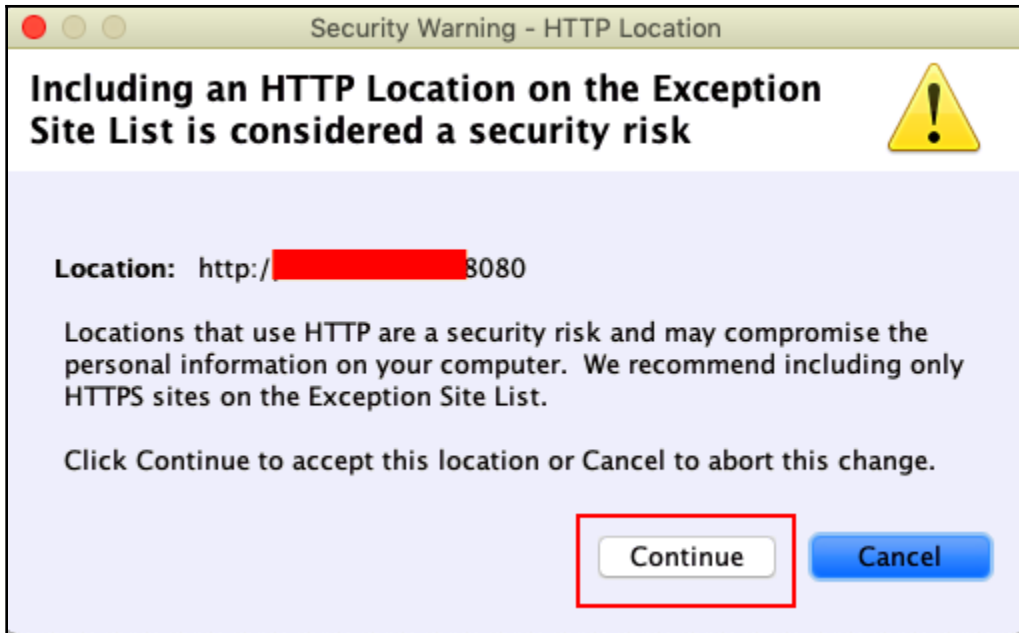 Security Warning - HTTP Location
Including an HTTP Location on the Exception
Site List is considered a security risk
Location: http:/ 8080
Locations that use HTTP are a security risk and may compromise the
personal information on your computer. We recommend including only
HTTPS sites on the Exception Site List.
Click Continue to accept this location or Cancel to abort this change.
Continue Cancel